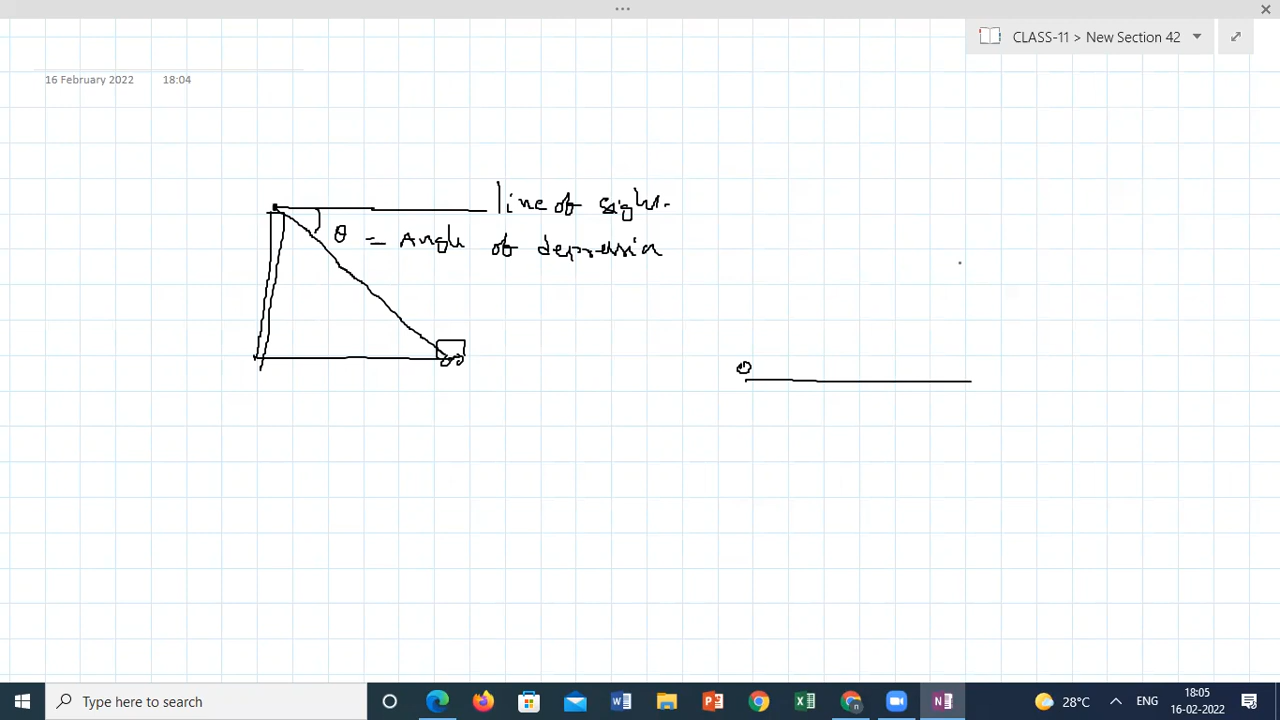 CLASS-11 > New Section 42
16 February 2022 18:04
line of sight.
θ = Angle of depression
Type here to search
28°C ENG 18:05
16-02-2022